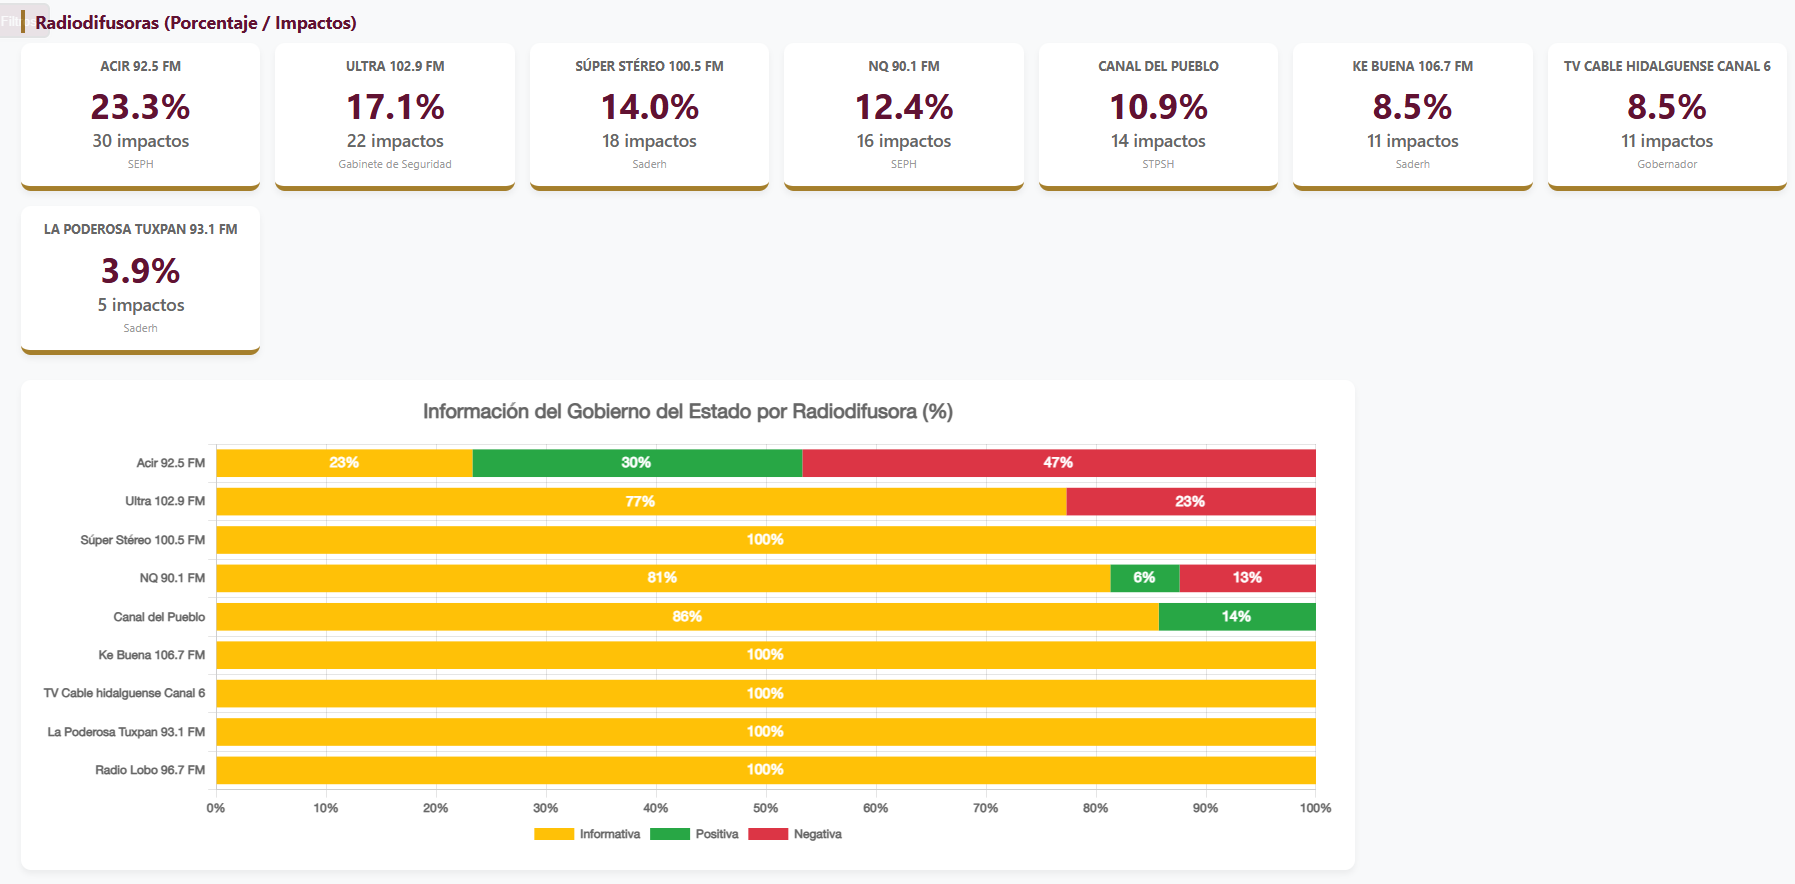 Filtros
Radiodifusoras (Porcentaje / Impactos)
ACIR 92.5 FM
23.3%
30 impactos
SEPH
ULTRA 102.9 FM
17.1%
22 impactos
Gabinete de Seguridad
SÚPER STÉREO 100.5 FM
14.0%
18 impactos
Saderh
NQ 90.1 FM
12.4%
16 impactos
SEPH
CANAL DEL PUEBLO
10.9%
14 impactos
STPSH
KE BUENA 106.7 FM
8.5%
11 impactos
Saderh
TV CABLE HIDALGUENSE CANAL 6
8.5%
11 impactos
Gobernador
LA PODEROSA TUXPAN 93.1 FM
3.9%
5 impactos
Saderh
Información del Gobierno del Estado por Radiodifusora (%)
Acir 92.5 FM 23% 30% 47%
Ultra 102.9 FM 77% 23%
Súper Stéreo 100.5 FM 100%
NQ 90.1 FM 81% 6% 13%
Canal del Pueblo 86% 14%
Ke Buena 106.7 FM 100%
TV Cable hidalguense Canal 6 100%
La Poderosa Tuxpan 93.1 FM 100%
Radio Lobo 96.7 FM 100%
0% 10% 20% 30% 40% 50% 60% 70% 80% 90% 100%
Informativa Positiva Negativa